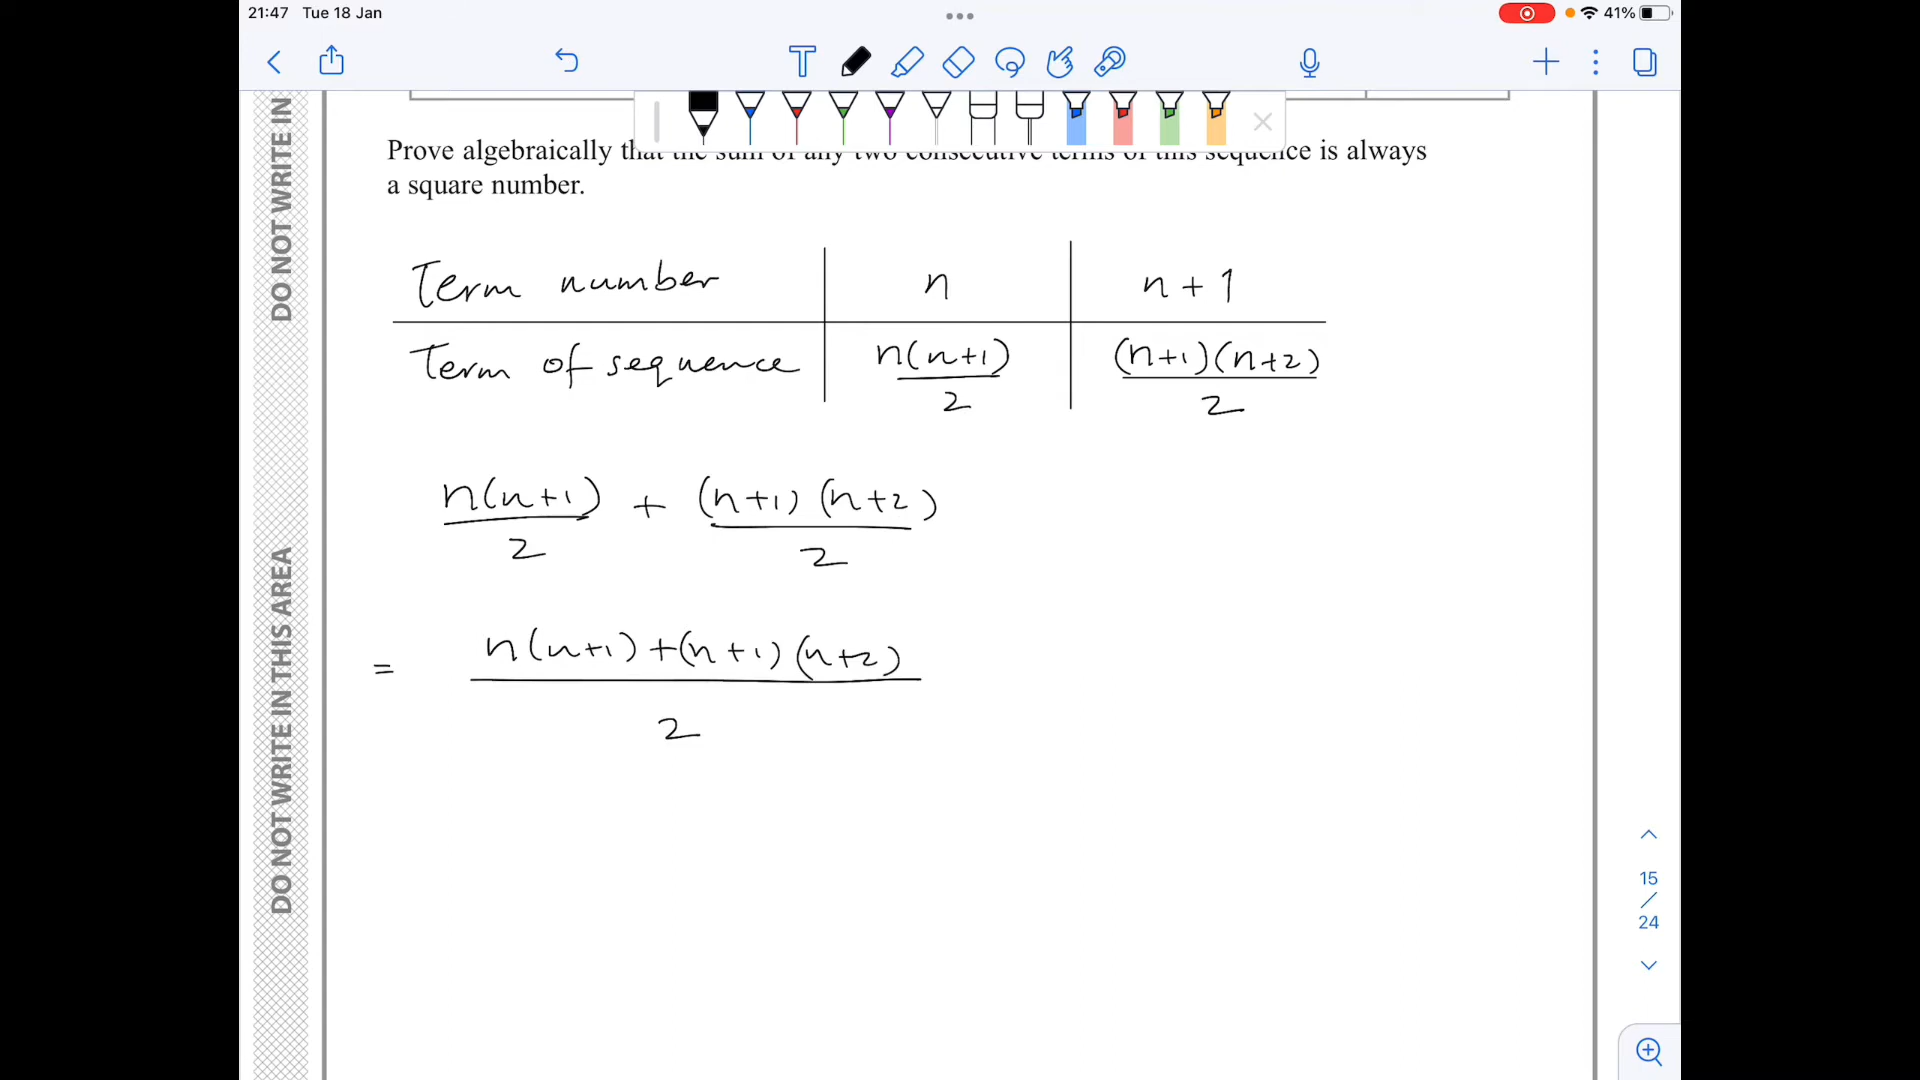 21:47 Tue 18 Jan
41%
DO NOT WRITE IN
Prove algebraically that the sum of any two consecutive terms of this sequence is always
a square number.
Term number n n + 1
Term of sequence n(n+1)/2 (n+1)(n+2)/2
n(n+1)/2 + (n+1)(n+2)/2
= n(n+1)+(n+1)(n+2)/2
DO NOT WRITE IN THIS AREA
15
/
24